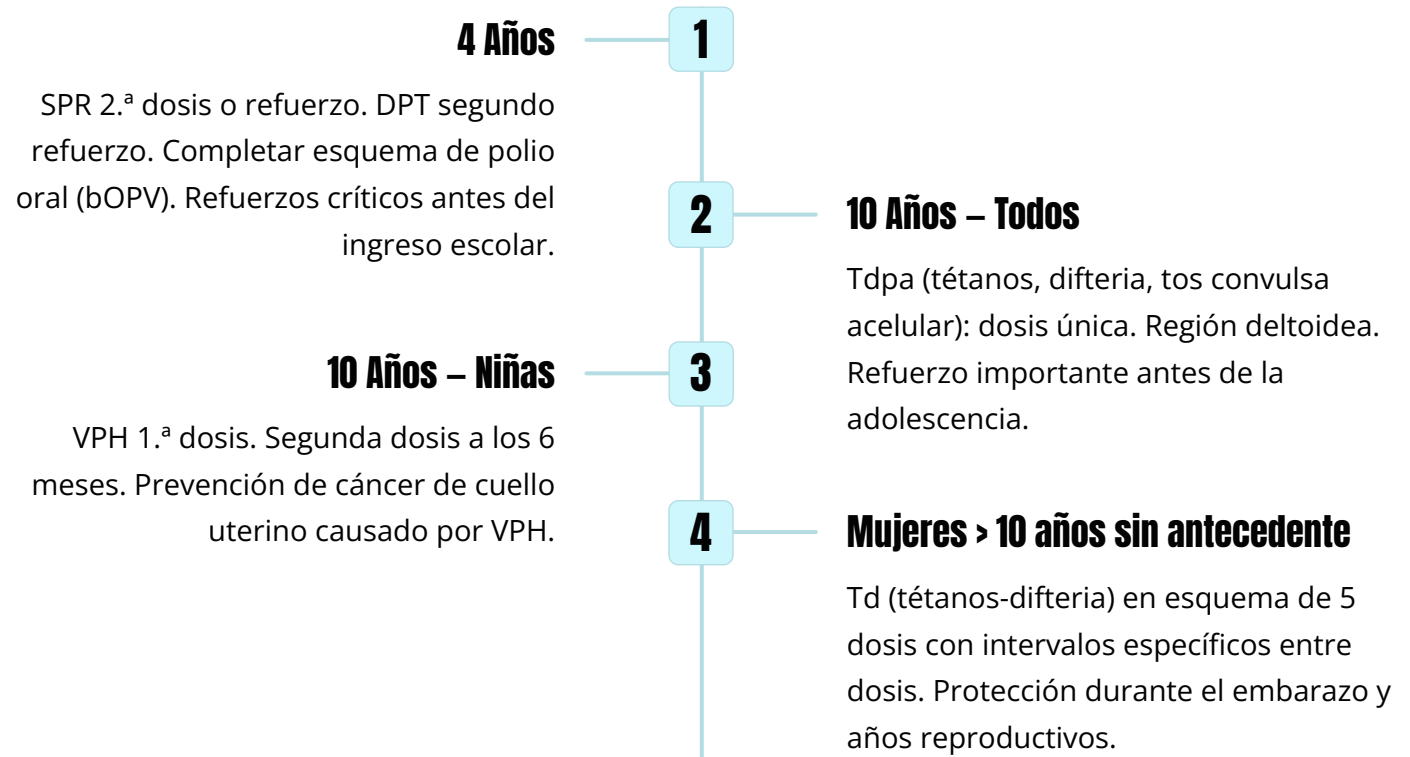 4 Años
1
SPR 2.ª dosis o refuerzo. DPT segundo
refuerzo. Completar esquema de polio
oral (bOPV). Refuerzos críticos antes del
ingreso escolar.
2
10 Años – Todos
Tdpa (tétanos, difteria, tos convulsa
acelular): dosis única. Región deltoidea.
Refuerzo importante antes de la
adolescencia.
10 Años – Niñas
3
VPH 1.ª dosis. Segunda dosis a los 6
meses. Prevención de cáncer de cuello
uterino causado por VPH.
4
Mujeres > 10 años sin antecedente
Td (tétanos-difteria) en esquema de 5
dosis con intervalos específicos entre
dosis. Protección durante el embarazo y
años reproductivos.